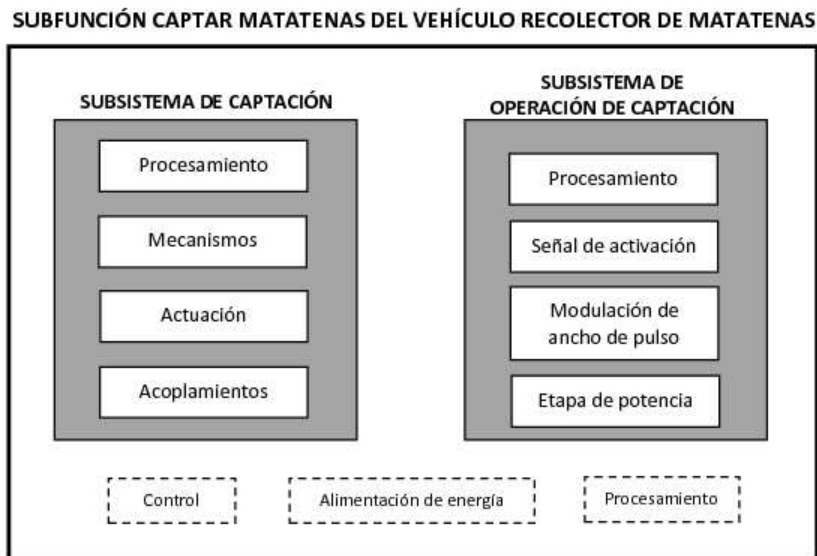 SUBFUNCIÓN CAPTAR MATATENAS DEL VEHÍCULO RECOLECTOR DE MATATENAS
SUBSISTEMA DE CAPTACIÓN
Procesamiento
Mecanismos
Actuación
Acoplamientos
SUBSISTEMA DE
OPERACIÓN DE CAPTACIÓN
Procesamiento
Señal de activación
Modulación de
ancho de pulso
Etapa de potencia
Control
Alimentación de energía
Procesamiento